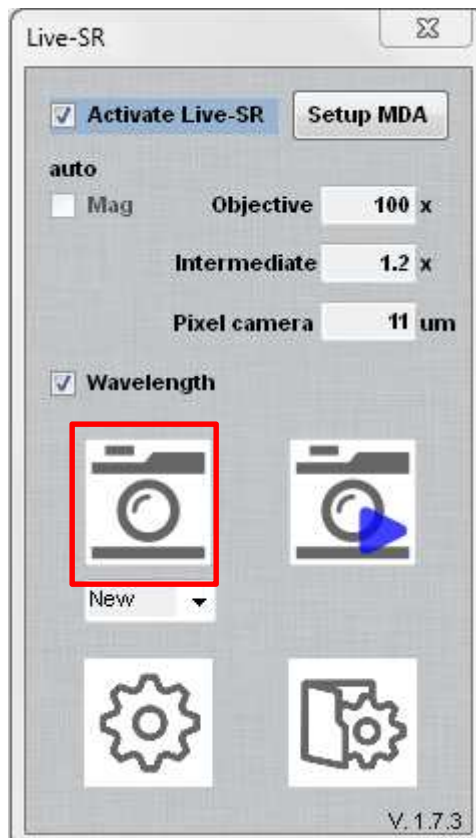 Live-SR
Activate Live-SR
Setup MDA
auto
Mag
Objective 100 x
Intermediate 1.2 x
Pixel camera 11 um
Wavelength
New
V. 1.7.3